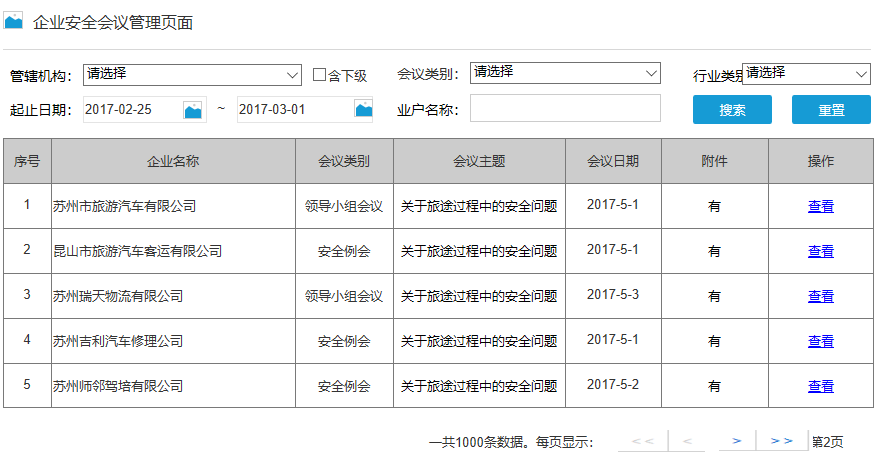 企业安全会议管理页面
管辖机构： 请选择 含下级 会议类别： 请选择 行业类别 请选择
起止日期： 2017-02-25 ~ 2017-03-01 业户名称： 搜索 重置
序号 企业名称 会议类别 会议主题 会议日期 附件 操作
1 苏州市旅游汽车有限公司 领导小组会议 关于旅途过程中的安全问题 2017-5-1 有 查看
2 昆山市旅游汽车客运有限公司 安全例会 关于旅途过程中的安全问题 2017-5-1 有 查看
3 苏州瑞天物流有限公司 领导小组会议 关于旅途过程中的安全问题 2017-5-3 有 查看
4 苏州吉利汽车修理公司 安全例会 关于旅途过程中的安全问题 2017-5-1 有 查看
5 苏州师邻驾培有限公司 安全例会 关于旅途过程中的安全问题 2017-5-2 有 查看
一共1000条数据。每页显示： << < > >> 第2页